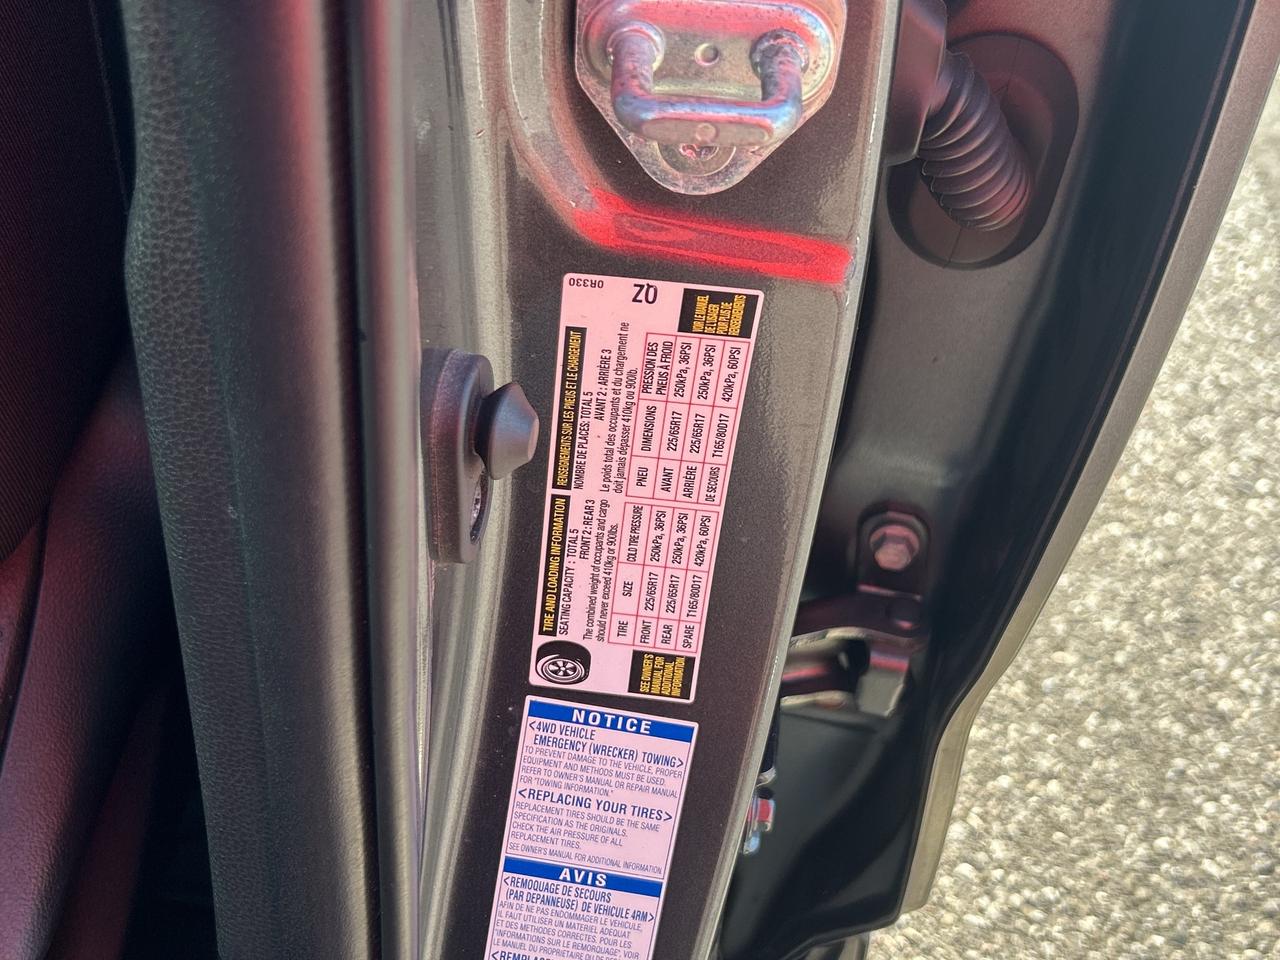 TIRE AND LOADING INFORMATION
SEATING CAPACITY : TOTAL 5
FRONT 2 : REAR 3
The combined weight of occupants and cargo
should never exceed 410kg or 900lbs.
TIRE SIZE COLD TIRE PRESSURE
FRONT 225/65R17 250kPa, 36PSI
REAR 225/65R17 250kPa, 36PSI
SPARE T165/80D17 420kPa, 60PSI
SEE OWNER'S
MANUAL FOR
ADDITIONAL
INFORMATION.
RENSEIGNEMENTS SUR LES PNEUS ET LE CHARGEMENT
NOMBRE DE PLACES: TOTAL 5
AVANT 2 : ARRIÈRE 3
Le poids total des occupants et du chargement ne
doit jamais dépasser 410kg ou 900lb.
PNEU DIMENSIONS PRESSION DES
PNEUS À FROID
AVANT 225/65R17 250kPa, 36PSI
ARRIÈRE 225/65R17 250kPa, 36PSI
DE SECOURS T165/80D17 420kPa, 60PSI
VOIR LE MANUEL
DE L'USAGER
POUR PLUS DE
RENSEIGNEMENTS
0R330
ZO
NOTICE
<4WD VEHICLE
EMERGENCY (WRECKER) TOWING>
TO PREVENT DAMAGE TO THE VEHICLE, PROPER
EQUIPMENT AND METHODS MUST BE USED.
REFER TO OWNER'S MANUAL OR REPAIR MANUAL
FOR "TOWING INFORMATION."
<REPLACING YOUR TIRES>
REPLACEMENT TIRES SHOULD BE THE SAME
SPECIFICATION AS THE ORIGINALS.
CHECK THE AIR PRESSURE OF ALL
REPLACEMENT TIRES.
SEE OWNER'S MANUAL FOR ADDITIONAL INFORMATION
AVIS
<REMOQUAGE DE SECOURS
(PAR DEPANNEUSE) DE VEHICULE 4RM>
AFIN DE NE PAS ENDOMMAGER LE VEHICULE,
IL FAUT UTILISER UN MATERIEL ADEQUAT
ET DES METHODES CORRECTES. POUR LES
"INFORMATIONS SUR LE REMORQUAGE", VOIR
LE MANUEL DU PROPRIETAIRE OU DE